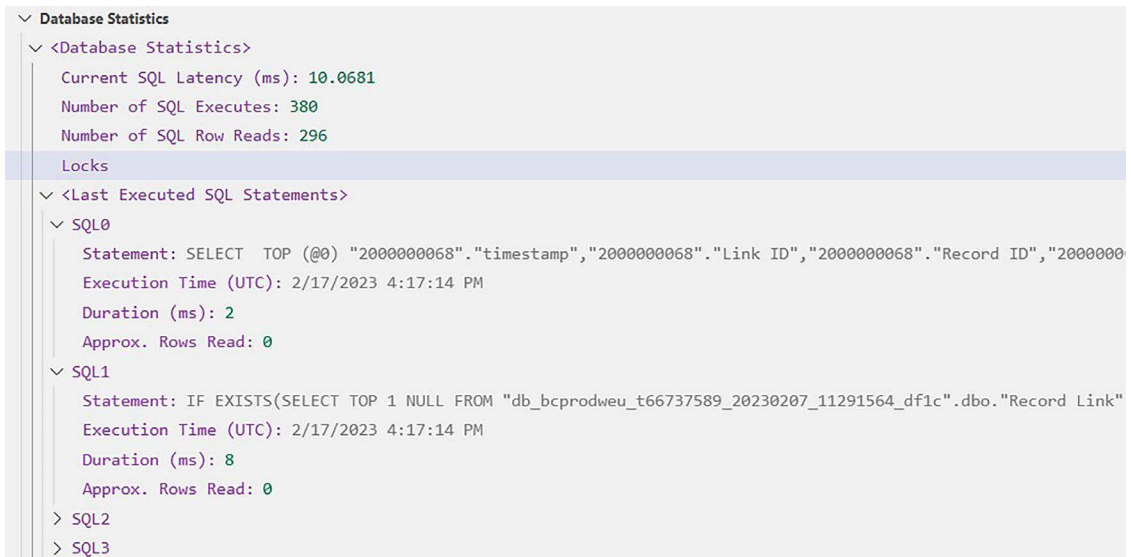 Database Statistics
<Database Statistics>
Current SQL Latency (ms): 10.0681
Number of SQL Executes: 380
Number of SQL Row Reads: 296
Locks
<Last Executed SQL Statements>
SQL0
Statement: SELECT  TOP (@0) "2000000068"."timestamp","2000000068"."Link ID","2000000068"."Record ID","2000000
Execution Time (UTC): 2/17/2023 4:17:14 PM
Duration (ms): 2
Approx. Rows Read: 0
SQL1
Statement: IF EXISTS(SELECT TOP 1 NULL FROM "db_bcprodweu_t66737589_20230207_11291564_df1c".dbo."Record Link"
Execution Time (UTC): 2/17/2023 4:17:14 PM
Duration (ms): 8
Approx. Rows Read: 0
SQL2
SQL3